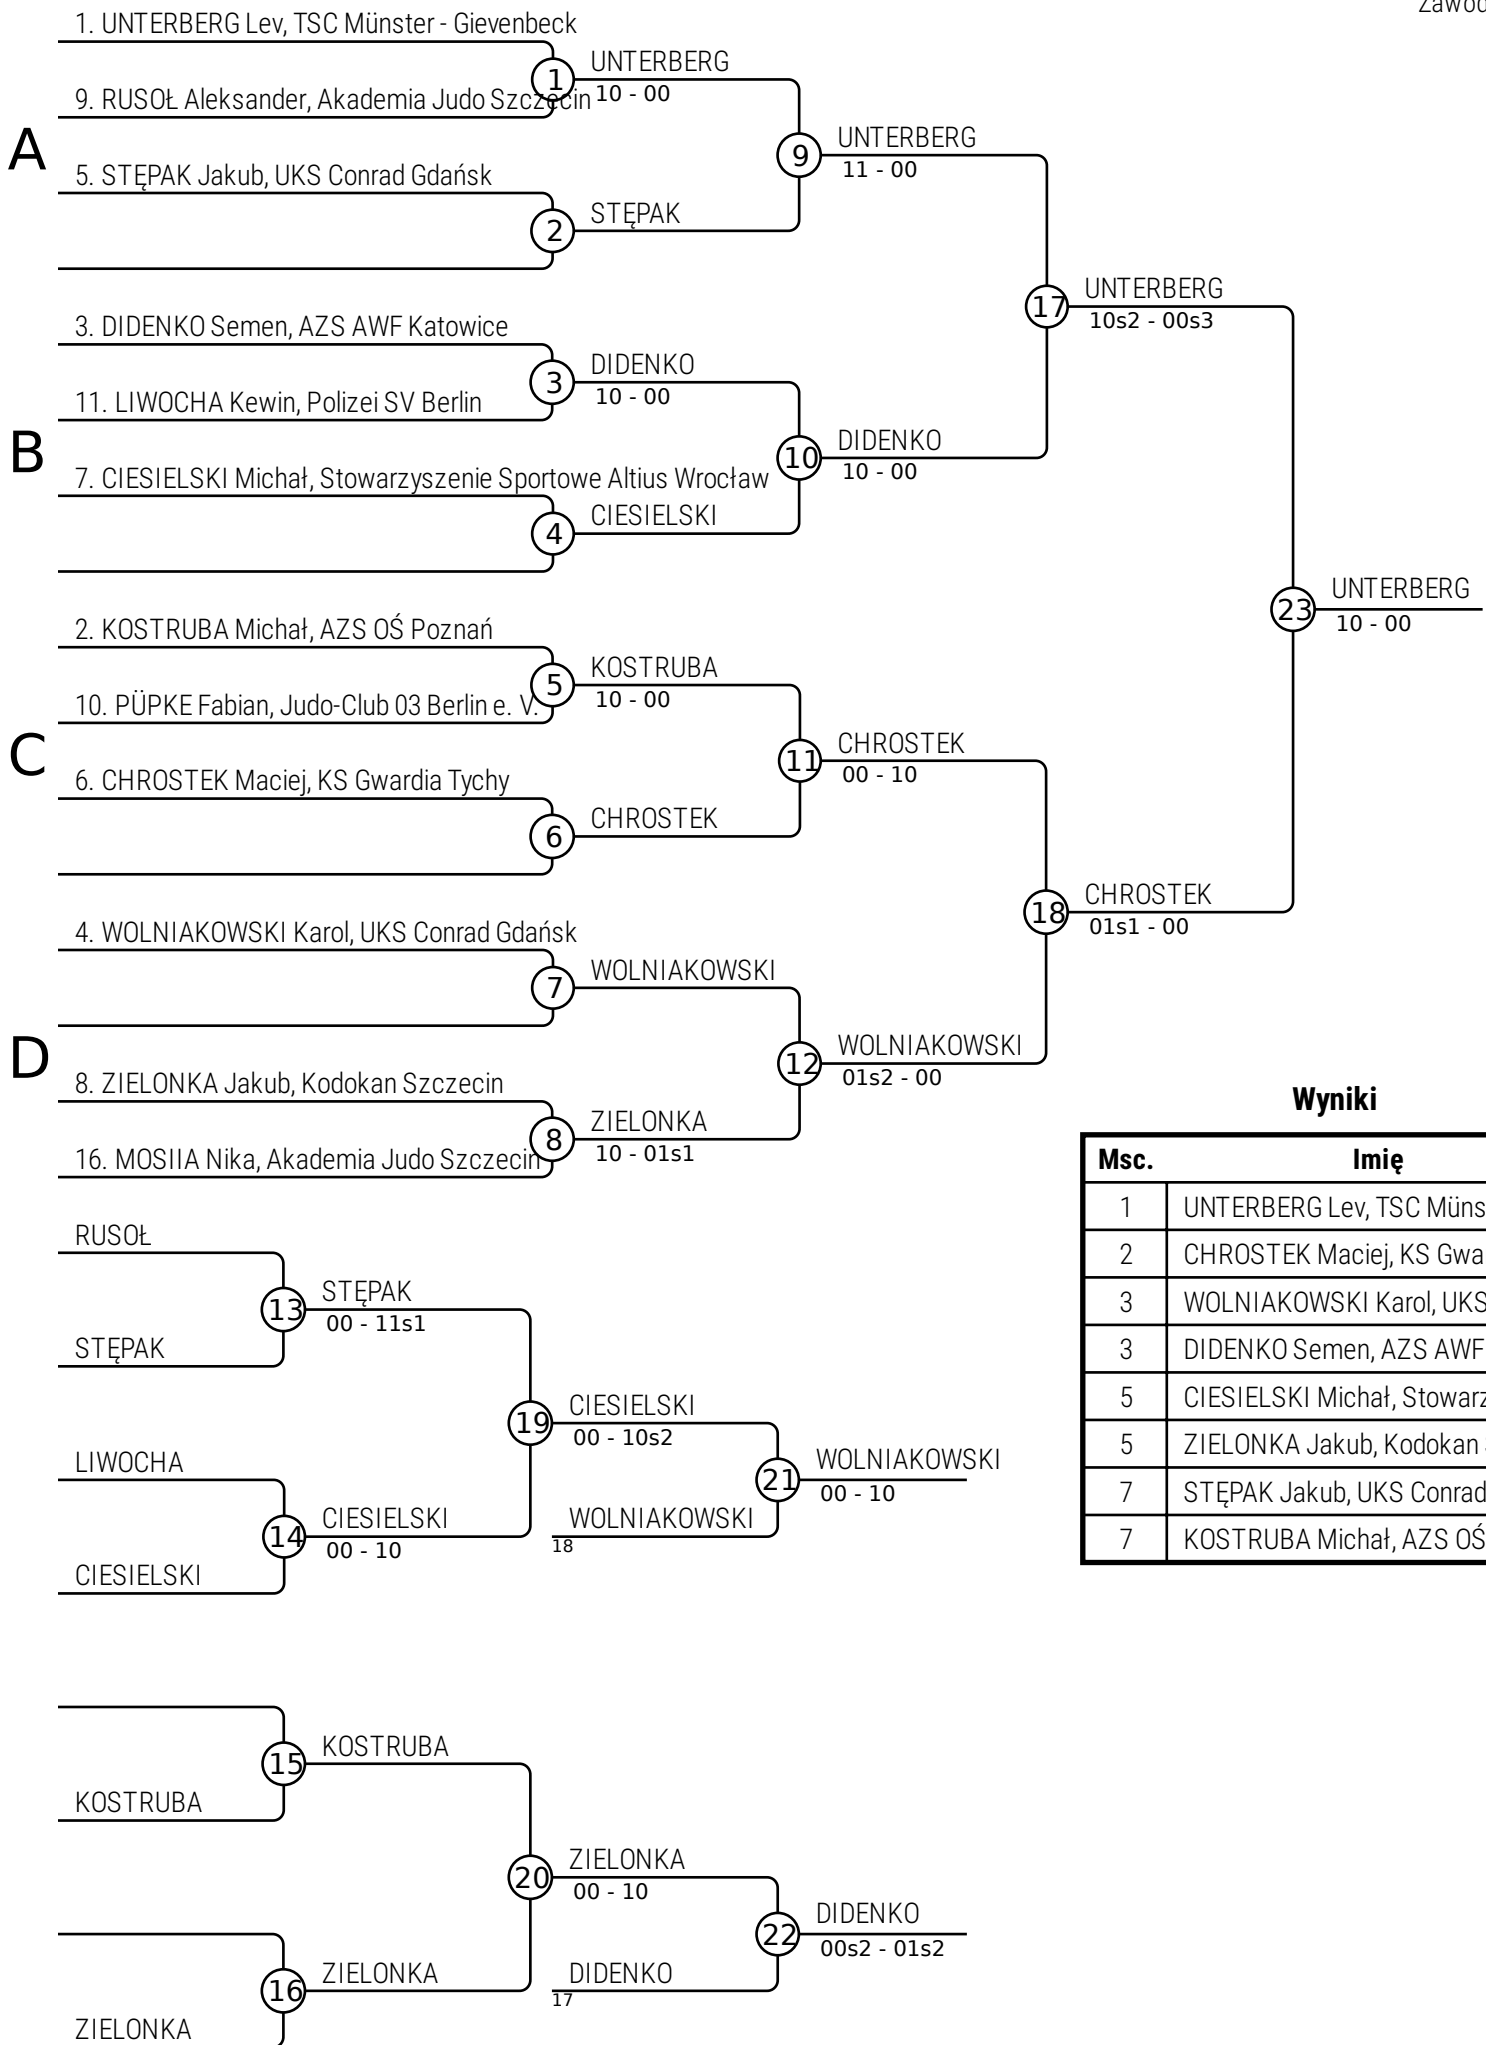 Zawod
1. UNTERBERG Lev, TSC Münster - Gievenbeck
1
UNTERBERG
10 - 00
9. RUSOŁ Aleksander, Akademia Judo Szczecin
A
9
UNTERBERG
11 - 00
5. STĘPAK Jakub, UKS Conrad Gdańsk
2
STĘPAK
17
UNTERBERG
10s2 - 00s3
3. DIDENKO Semen, AZS AWF Katowice
3
DIDENKO
10 - 00
11. LIWOCHA Kewin, Polizei SV Berlin
B
10
DIDENKO
10 - 00
7. CIESIELSKI Michał, Stowarzyszenie Sportowe Altius Wrocław
4
CIESIELSKI
23
UNTERBERG
10 - 00
2. KOSTRUBA Michał, AZS OŚ Poznań
5
KOSTRUBA
10 - 00
10. PÜPKE Fabian, Judo-Club 03 Berlin e. V.
C
11
CHROSTEK
00 - 10
6. CHROSTEK Maciej, KS Gwardia Tychy
6
CHROSTEK
18
CHROSTEK
01s1 - 00
4. WOLNIAKOWSKI Karol, UKS Conrad Gdańsk
7
WOLNIAKOWSKI
D
12
WOLNIAKOWSKI
01s2 - 00
8. ZIELONKA Jakub, Kodokan Szczecin
8
ZIELONKA
10 - 01s1
16. MOSIIA Nika, Akademia Judo Szczecin
Wyniki
Msc. Imię
1 UNTERBERG Lev, TSC Müns
2 CHROSTEK Maciej, KS Gwa
3 WOLNIAKOWSKI Karol, UKS
3 DIDENKO Semen, AZS AWF
5 CIESIELSKI Michał, Stowarz
5 ZIELONKA Jakub, Kodokan
7 STĘPAK Jakub, UKS Conrad
7 KOSTRUBA Michał, AZS OŚ
RUSOŁ
13
STĘPAK
00 - 11s1
STĘPAK
19
CIESIELSKI
00 - 10s2
LIWOCHA
14
CIESIELSKI
00 - 10
CIESIELSKI
21
WOLNIAKOWSKI
00 - 10
WOLNIAKOWSKI
18
15
KOSTRUBA
KOSTRUBA
20
ZIELONKA
00 - 10
22
DIDENKO
00s2 - 01s2
16
ZIELONKA
DIDENKO
17
ZIELONKA